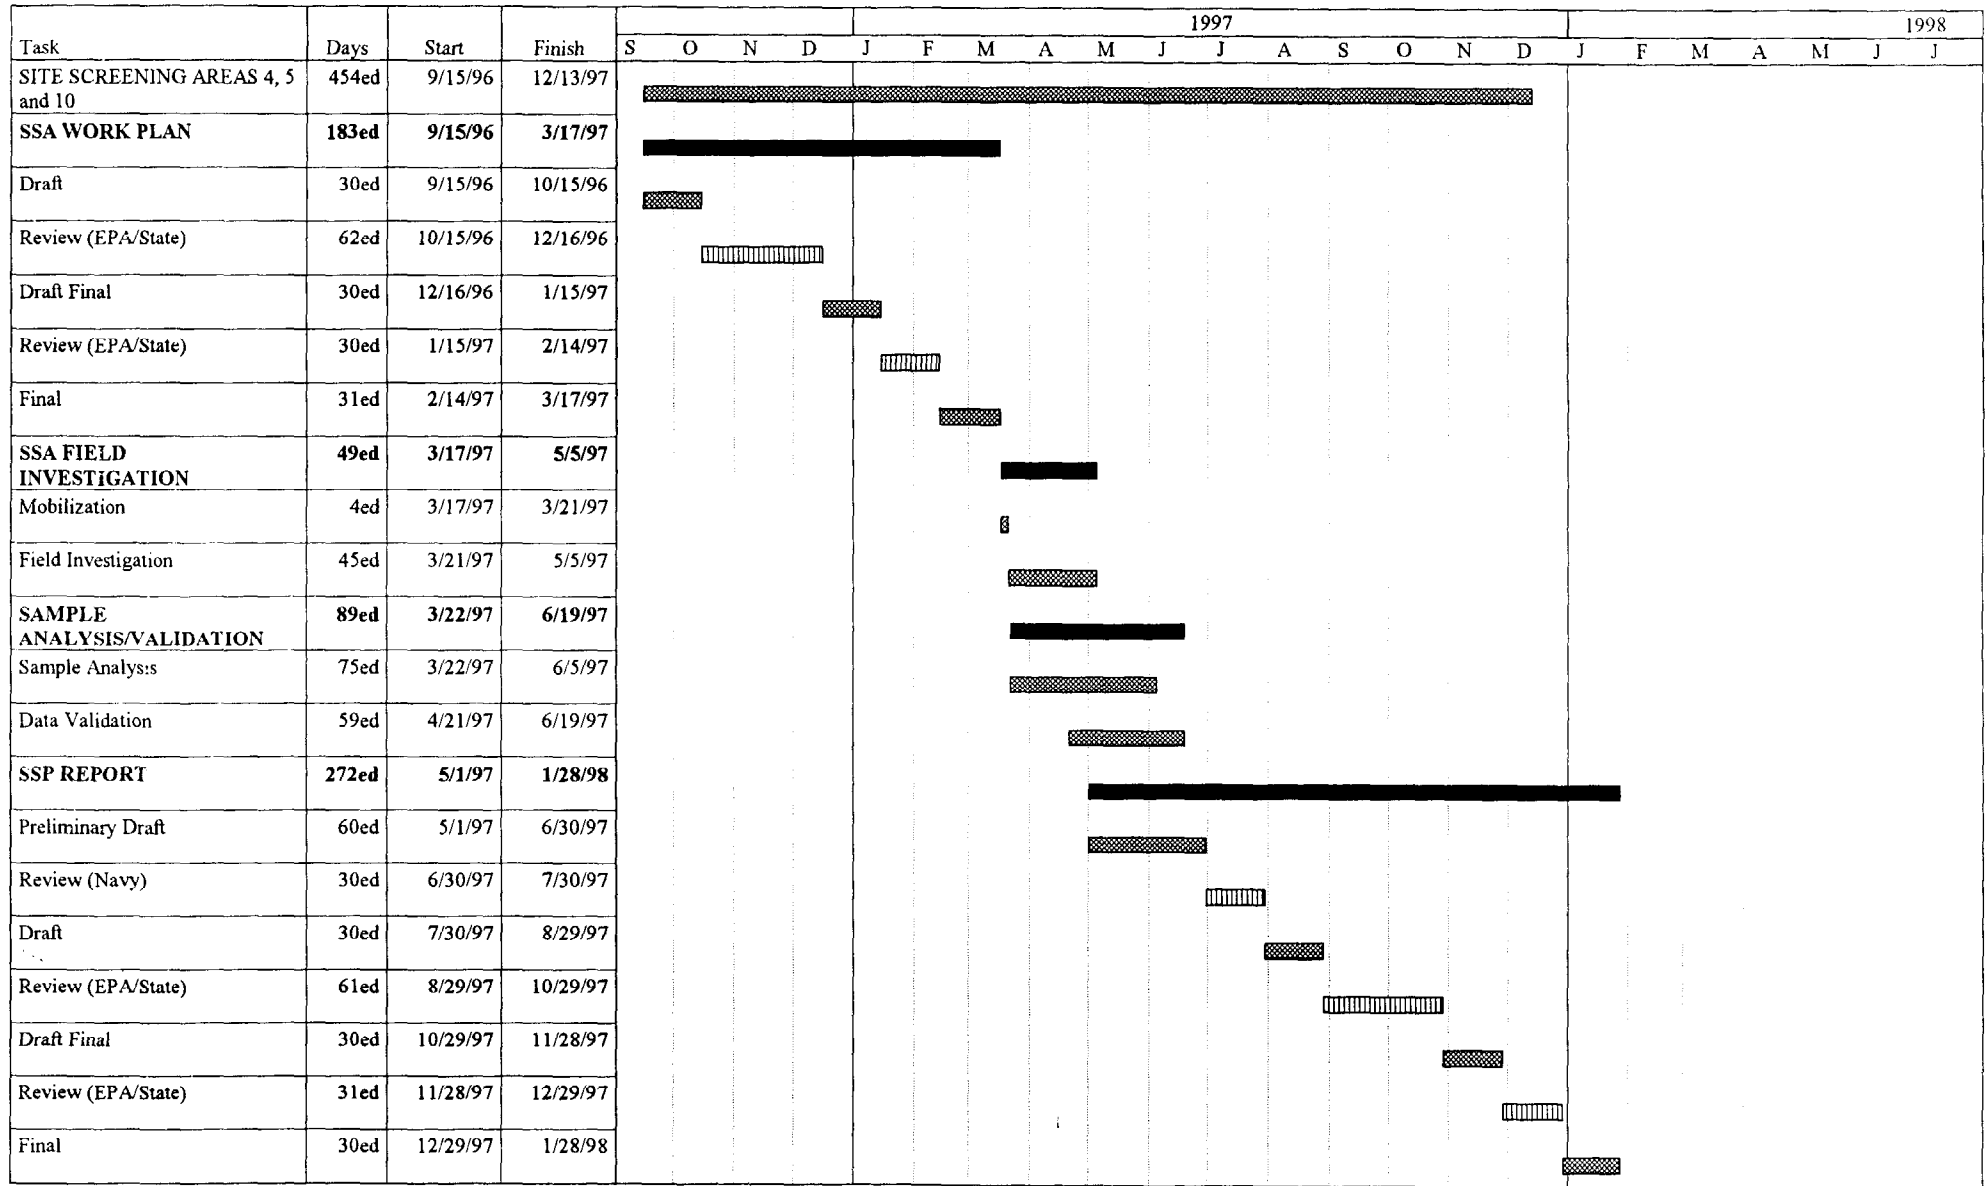 1997 1998
Task Days Start Finish S O N D J F M A M J J A S O N D J F M A M J J
SITE SCREENING AREAS 4, 5 454ed 9/15/96 12/13/97
and 10
SSA WORK PLAN 183ed 9/15/96 3/17/97
Draft 30ed 9/15/96 10/15/96
Review (EPA/State) 62ed 10/15/96 12/16/96
Draft Final 30ed 12/16/96 1/15/97
Review (EPA/State) 30ed 1/15/97 2/14/97
Final 31ed 2/14/97 3/17/97
SSA FIELD 49ed 3/17/97 5/5/97
INVESTIGATION
Mobilization 4ed 3/17/97 3/21/97
Field Investigation 45ed 3/21/97 5/5/97
SAMPLE 89ed 3/22/97 6/19/97
ANALYSIS/VALIDATION
Sample Analysis 75ed 3/22/97 6/5/97
Data Validation 59ed 4/21/97 6/19/97
SSP REPORT 272ed 5/1/97 1/28/98
Preliminary Draft 60ed 5/1/97 6/30/97
Review (Navy) 30ed 6/30/97 7/30/97
Draft 30ed 7/30/97 8/29/97
Review (EPA/State) 61ed 8/29/97 10/29/97
Draft Final 30ed 10/29/97 11/28/97
Review (EPA/State) 31ed 11/28/97 12/29/97
Final 30ed 12/29/97 1/28/98